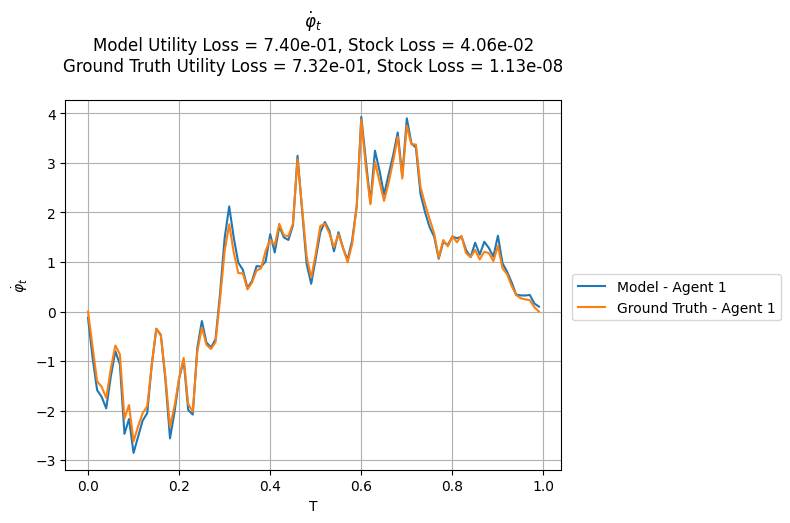 φ̇ₜ
Model Utility Loss = 7.40e-01, Stock Loss = 4.06e-02
Ground Truth Utility Loss = 7.32e-01, Stock Loss = 1.13e-08
4
3
2
1
0
−1
−2
−3
φ̇ₜ
0.0 0.2 0.4 0.6 0.8 1.0
T
Model - Agent 1
Ground Truth - Agent 1